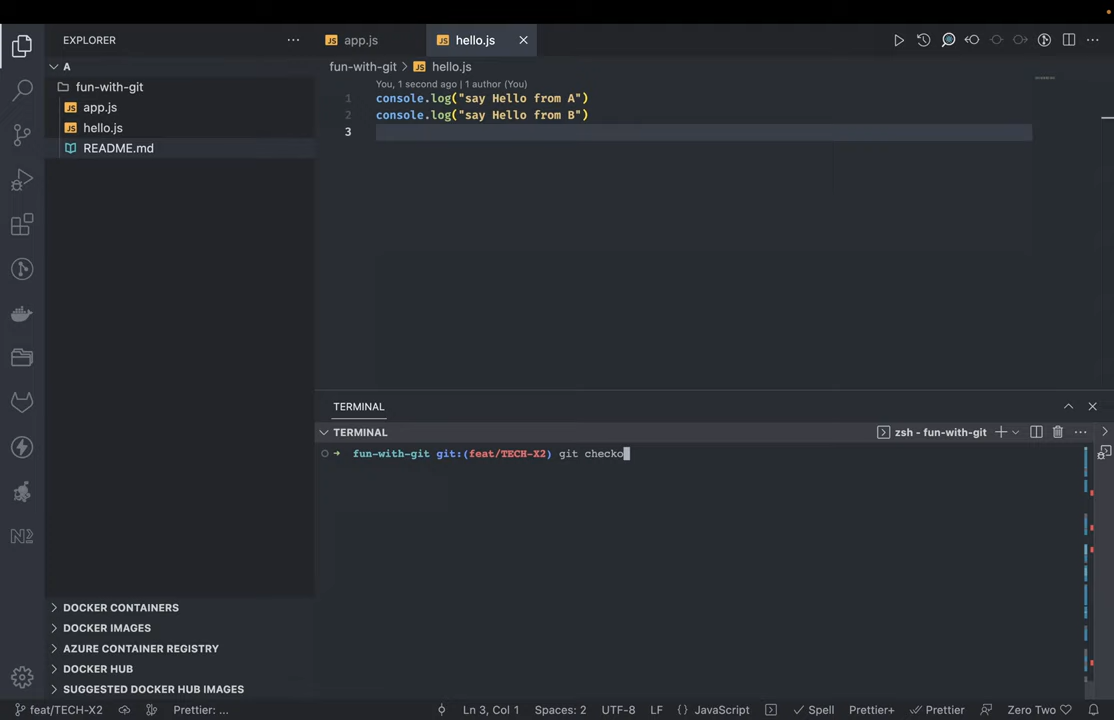 EXPLORER
A
fun-with-git
app.js
hello.js
README.md
DOCKER CONTAINERS
DOCKER IMAGES
AZURE CONTAINER REGISTRY
DOCKER HUB
SUGGESTED DOCKER HUB IMAGES
JS app.js
JS hello.js
fun-with-git > JS hello.js
You, 1 second ago | 1 author (You)
1 console.log("say Hello from A")
2 console.log("say Hello from B")
3
TERMINAL
TERMINAL
zsh - fun-with-git
fun-with-git git:(feat/TECH-X2) git checko
feat/TECH-X2 Prettier: ... Ln 3, Col 1 Spaces: 2 UTF-8 LF {} JavaScript Spell Prettier+ Prettier Zero Two